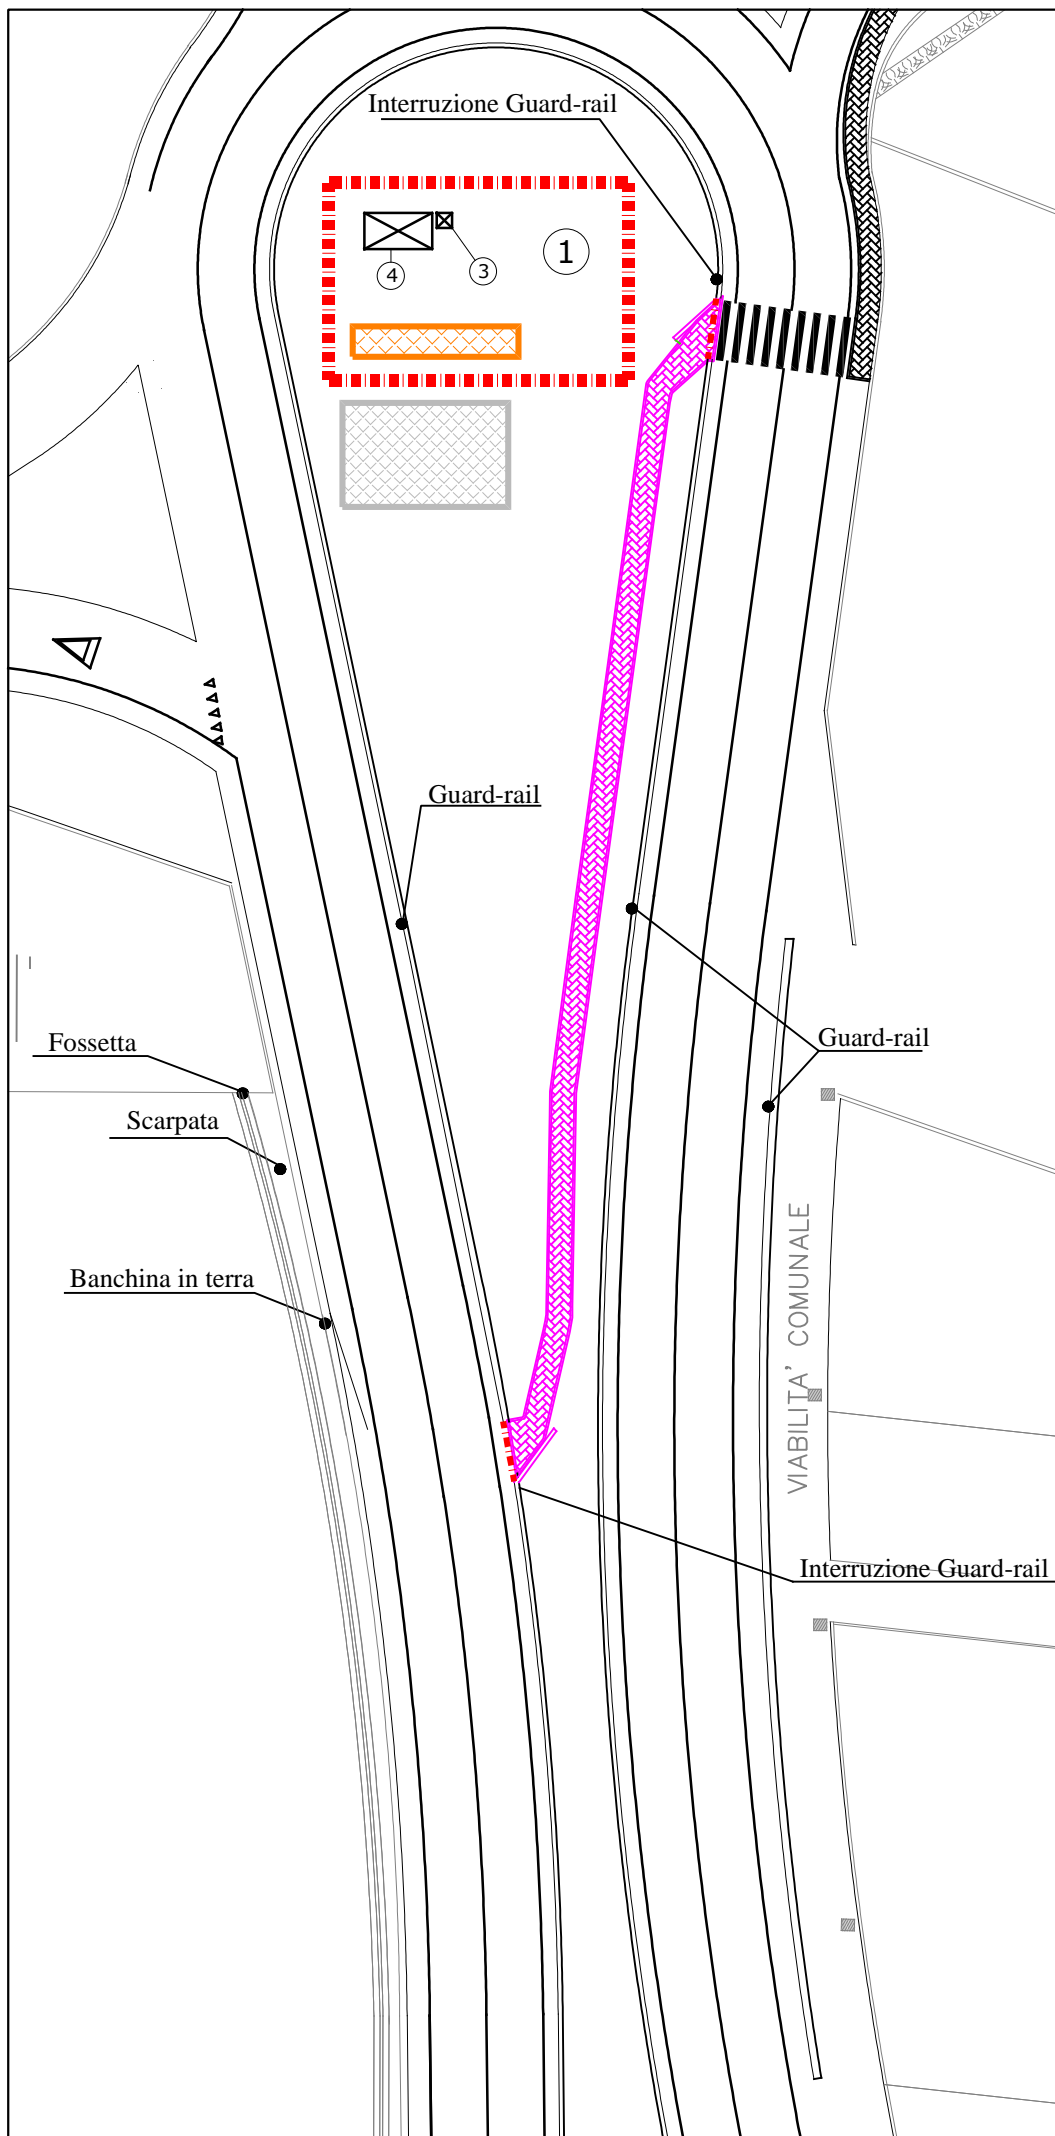 Interruzione Guard-rail
1
3
4
Guard-rail
Guard-rail
Fossetta
Scarpata
VIABILITA' COMUNALE
Banchina in terra
Interruzione Guard-rail